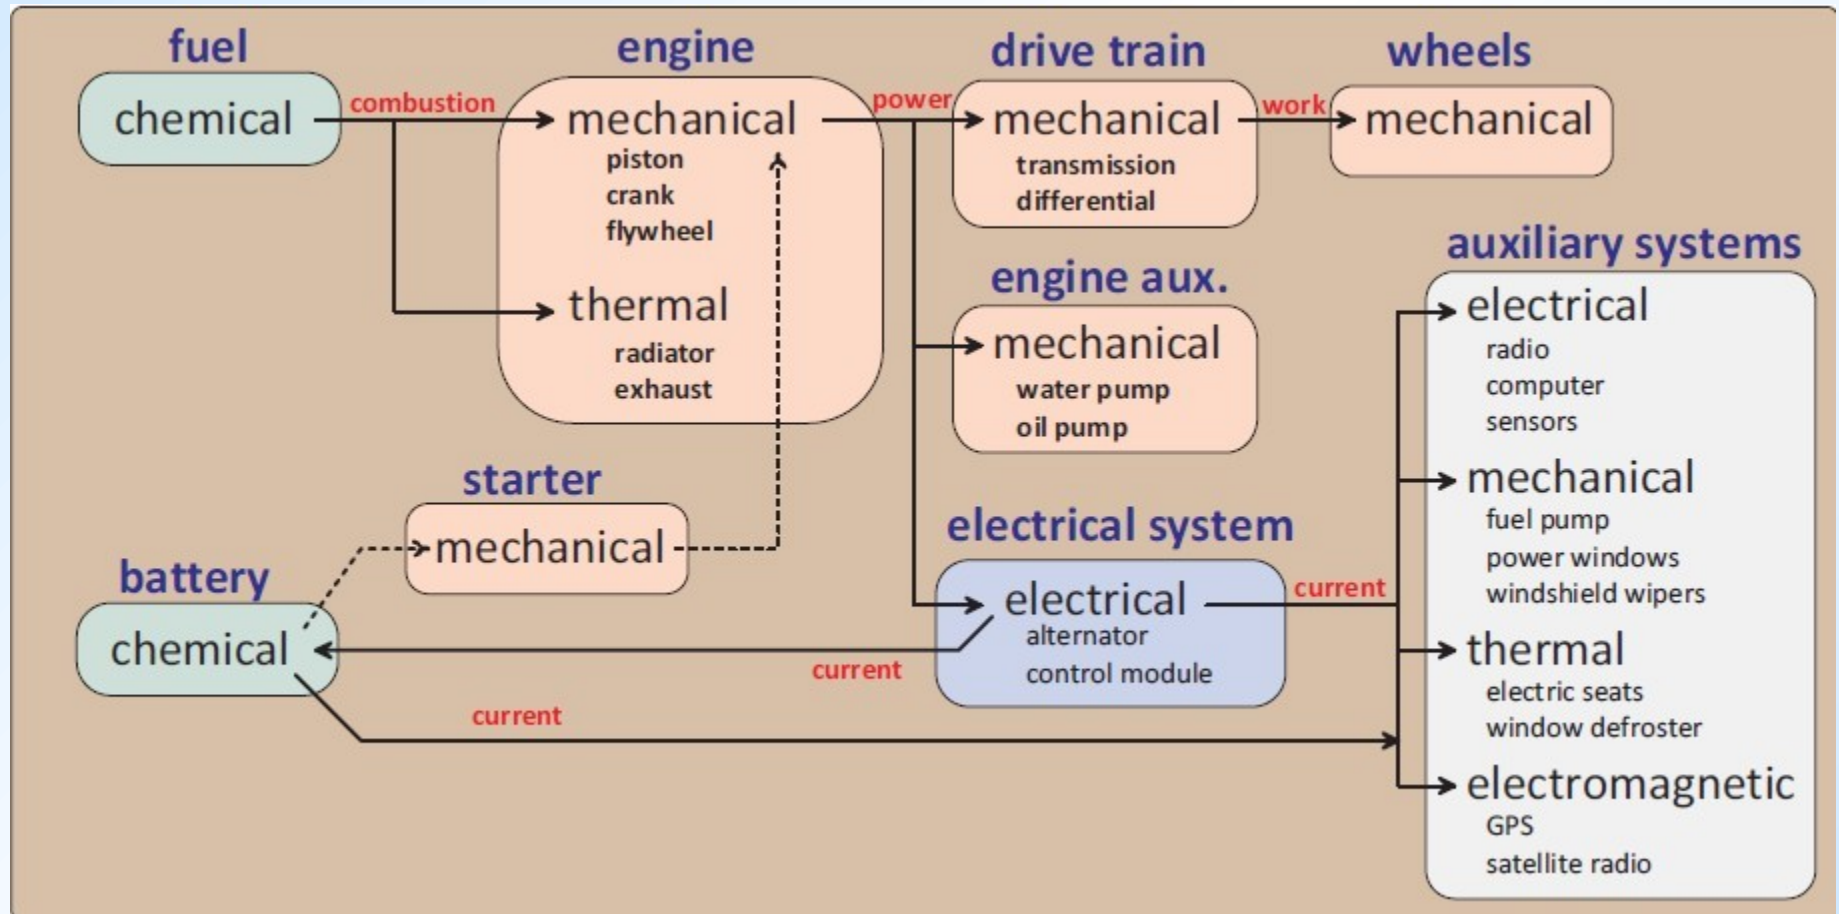 fuel
chemical
combustion
engine
mechanical
piston
crank
flywheel
thermal
radiator
exhaust
power
drive train
mechanical
transmission
differential
work
wheels
mechanical
engine aux.
mechanical
water pump
oil pump
starter
mechanical
battery
chemical
electrical system
electrical
alternator
control module
current
current
current
auxiliary systems
electrical
radio
computer
sensors
mechanical
fuel pump
power windows
windshield wipers
thermal
electric seats
window defroster
electromagnetic
GPS
satellite radio